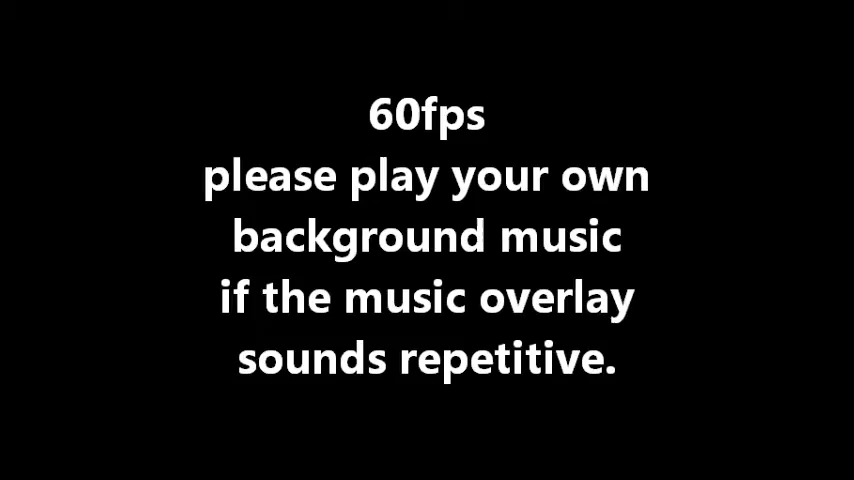 60fps
please play your own
background music
if the music overlay
sounds repetitive.